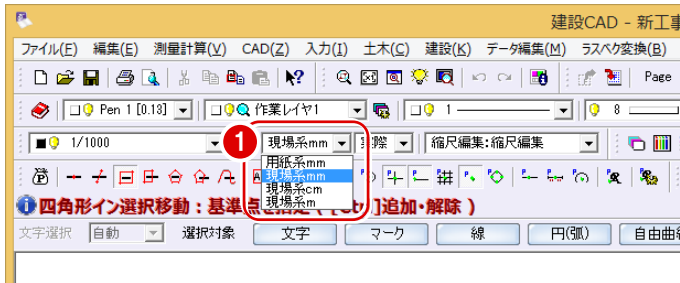 建設CAD - 新工事
ファイル(F) 編集(E) 測量計算(V) CAD(Z) 入力(I) 土木(C) 建設(K) データ編集(M) ラスベク変換(B)
Page
Pen 1 [0.13] 作業レイヤ1 1 8
1/1000 1 現場系mm 実際 縮尺編集:縮尺編集
用紙系mm
現場系mm
現場系cm
現場系m
四角形イン選択移動:基準点を指定 ( [Ctrl]追加・解除 )
文字選択 自動 選択対象 文字 マーク 線 円(弧) 自由曲線